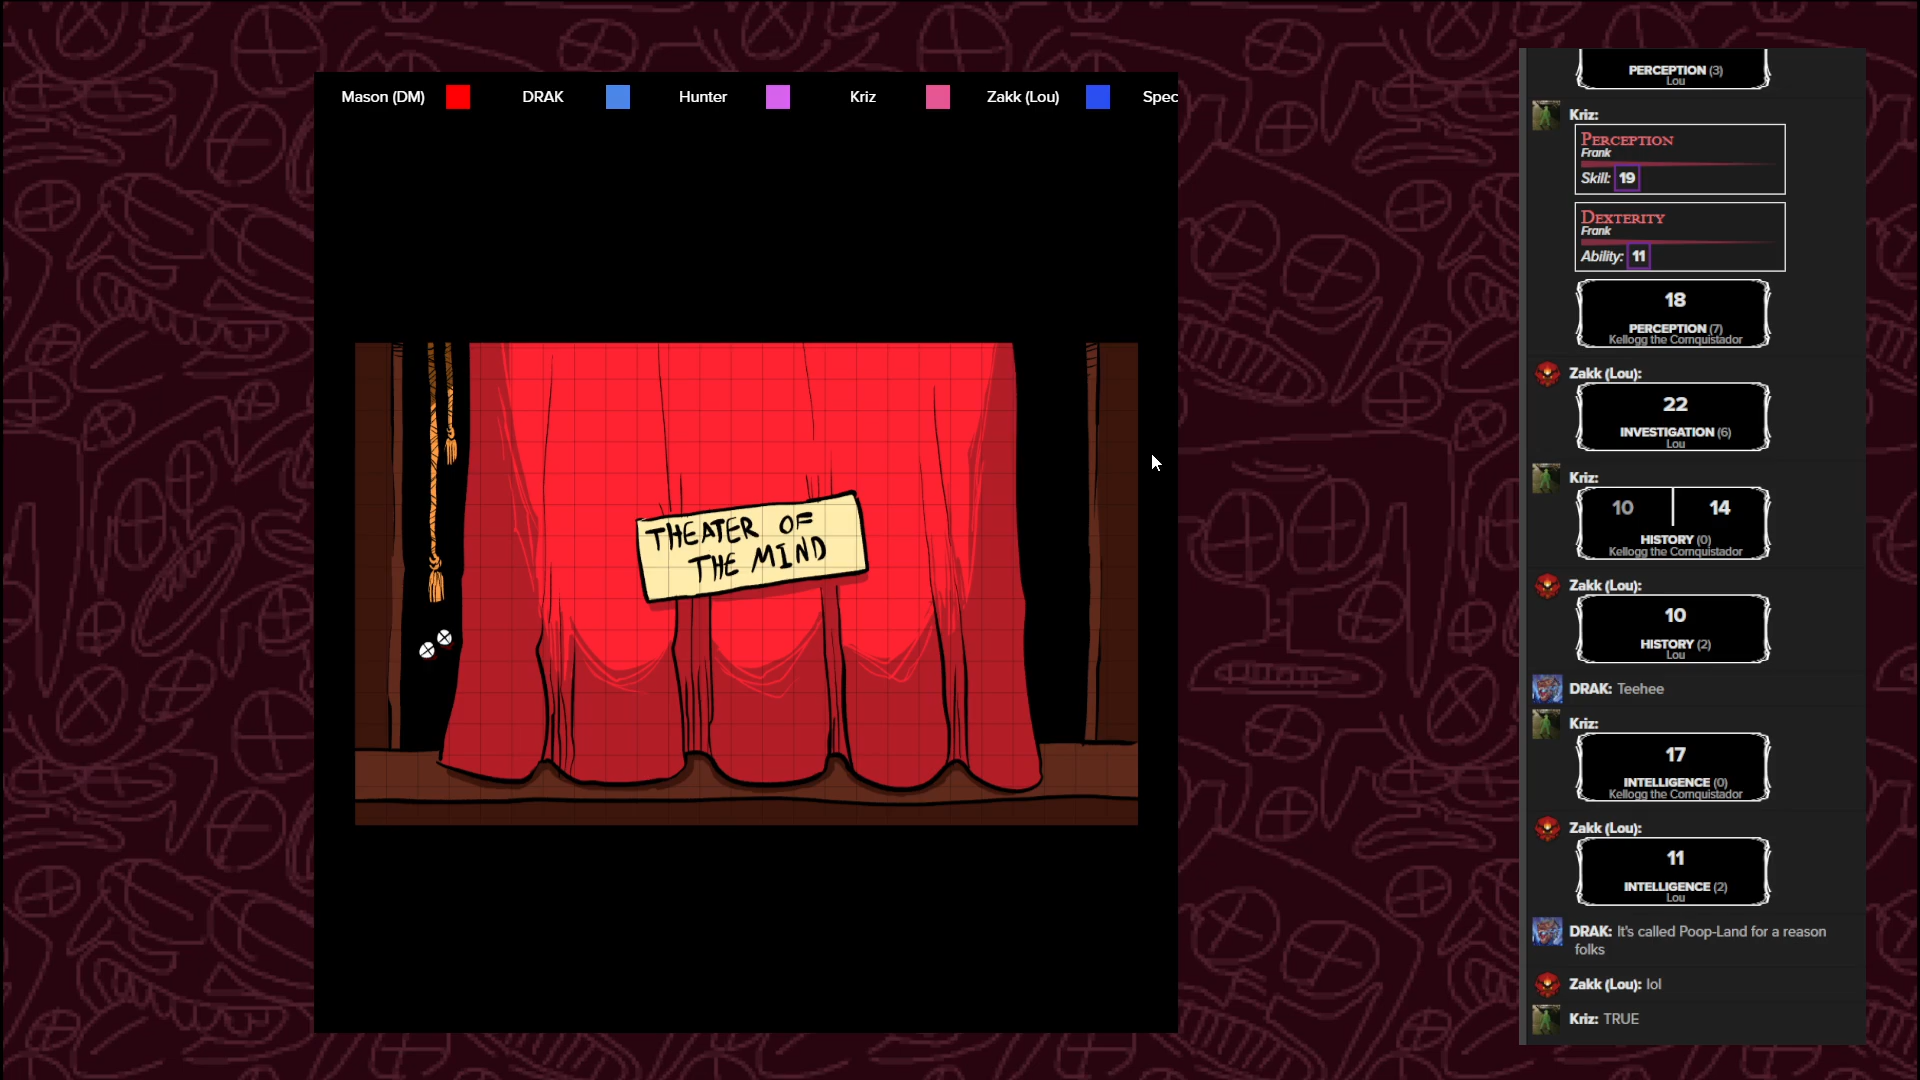 Mason (DM) DRAK Hunter Kriz Zakk (Lou) Spec
THEATER OF
THE MIND
PERCEPTION (3)
Lou
Kriz:
PERCEPTION
Frank
Skill: 19
DEXTERITY
Frank
Ability: 11
18
PERCEPTION (7)
Kellogg the Cornquistador
Zakk (Lou):
22
INVESTIGATION (6)
Lou
Kriz:
10 14
HISTORY (0)
Kellogg the Cornquistador
Zakk (Lou):
10
HISTORY (2)
Lou
DRAK: Teehee
Kriz:
17
INTELLIGENCE (0)
Kellogg the Cornquistador
Zakk (Lou):
11
INTELLIGENCE (2)
Lou
DRAK: It's called Poop-Land for a reason
folks
Zakk (Lou): lol
Kriz: TRUE